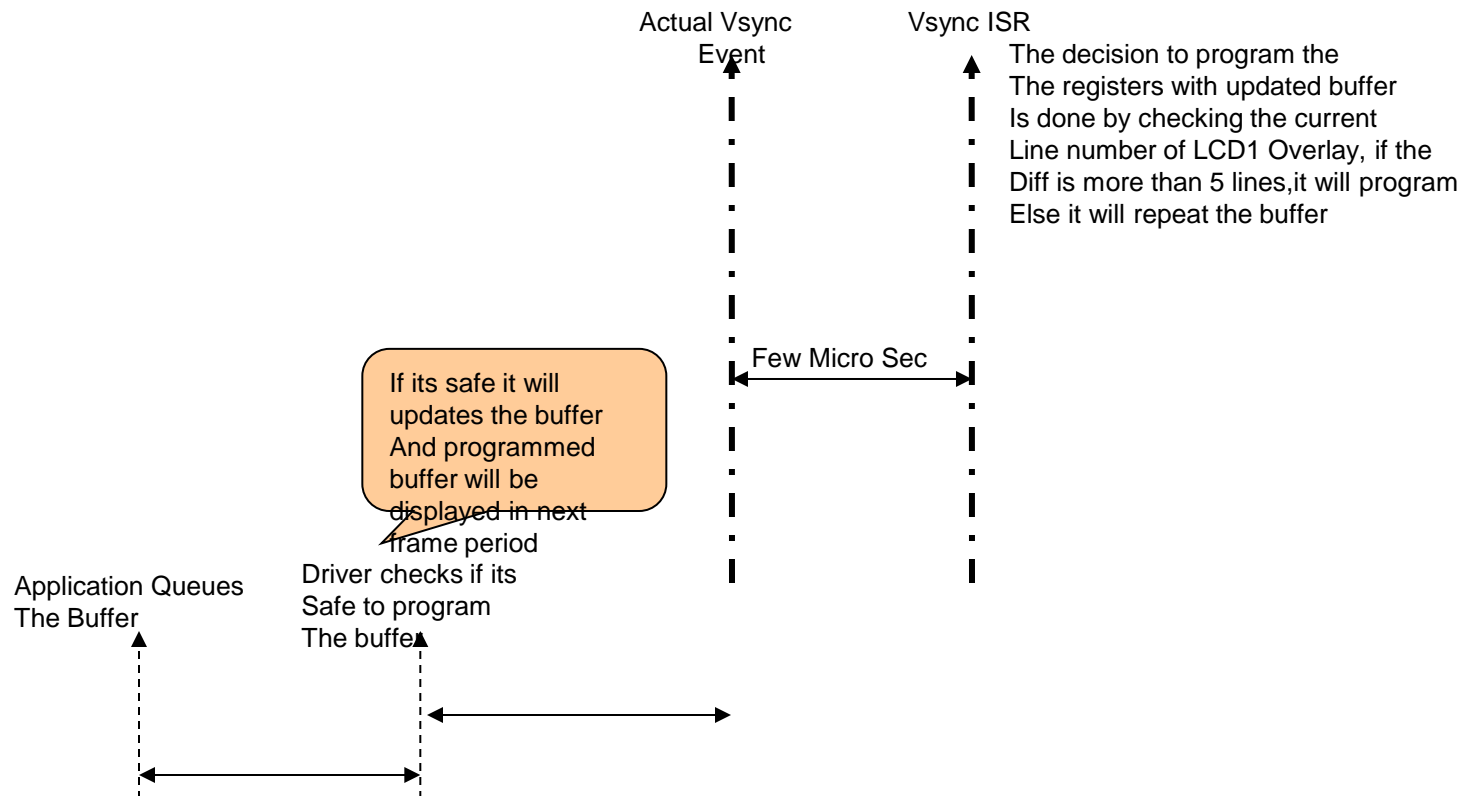 Actual Vsync
Event
Vsync ISR
The decision to program the
The registers with updated buffer
Is done by checking the current
Line number of LCD1 Overlay, if the
Diff is more than 5 lines,it will program
Else it will repeat the buffer
Few Micro Sec
If its safe it will
updates the buffer
And programmed
buffer will be
displayed in next
frame period
Application Queues
The Buffer
Driver checks if its
Safe to program
The buffer